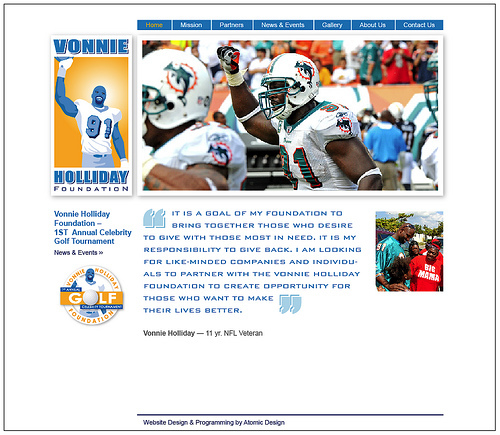 Home
Mission
Partners
News & Events
Gallery
About Us
Contact Us
VONNIE
91
HOLLIDAY
FOUNDATION
91
Vonnie Holliday
Foundation –
1ST Annual Celebrity
Golf Tournament
News & Events »
VONNIE HOLLIDAY
1ST ANNUAL
GOLF
CELEBRITY TOURNAMENT
FOUNDATION
“ IT IS A GOAL OF MY FOUNDATION TO
BRING TOGETHER THOSE WHO DESIRE
TO GIVE WITH THOSE MOST IN NEED. IT IS MY
RESPONSIBILITY TO GIVE BACK. I AM LOOKING
FOR LIKE-MINDED COMPANIES AND INDIVIDU-
ALS TO PARTNER WITH THE VONNIE HOLLIDAY
FOUNDATION TO CREATE OPPORTUNITY FOR
THOSE WHO WANT TO MAKE
THEIR LIVES BETTER. ”
BIG
MAMA
Vonnie Holliday — 11 yr. NFL Veteran
Website Design & Programming by Atomic Design